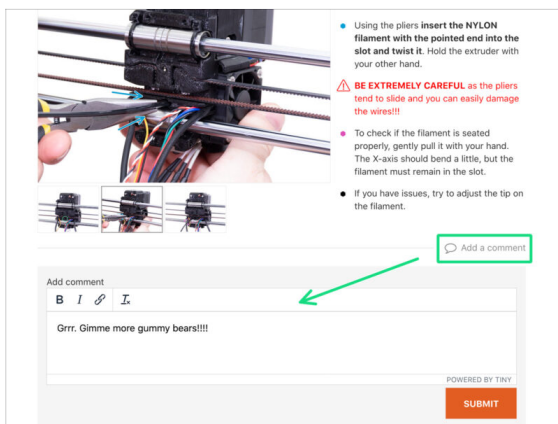 Using the pliers insert the NYLON
filament with the pointed end into the
slot and twist it. Hold the extruder with
your other hand.
BE EXTREMELY CAREFUL as the pliers
tend to slide and you can easily damage
the wires!!!
To check if the filament is seated
properly, gently pull it with your hand.
The X-axis should bend a little, but the
filament must remain in the slot.
If you have issues, try to adjust the tip on
the filament.
Add a comment
Add comment
B I
Grrr. Gimme more gummy bears!!!!
POWERED BY TINY
SUBMIT